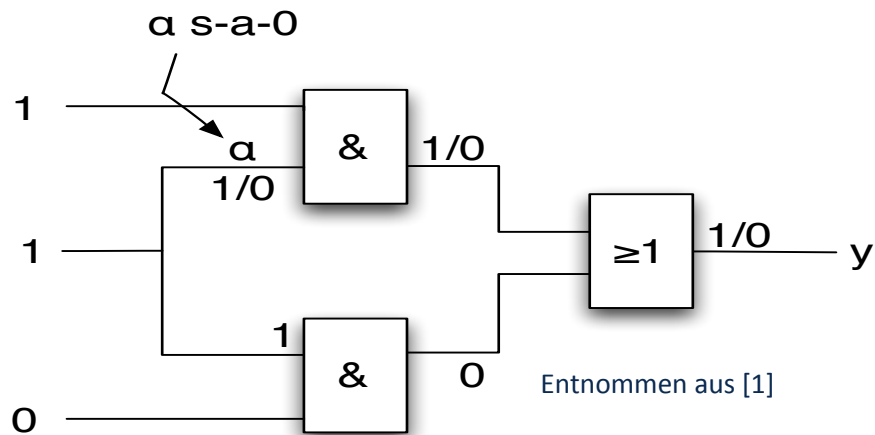 α s-a-0
1
α
&
1/0
1/0
1
≥1
1/0
y
1
&
0
Entnommen aus [1]
0